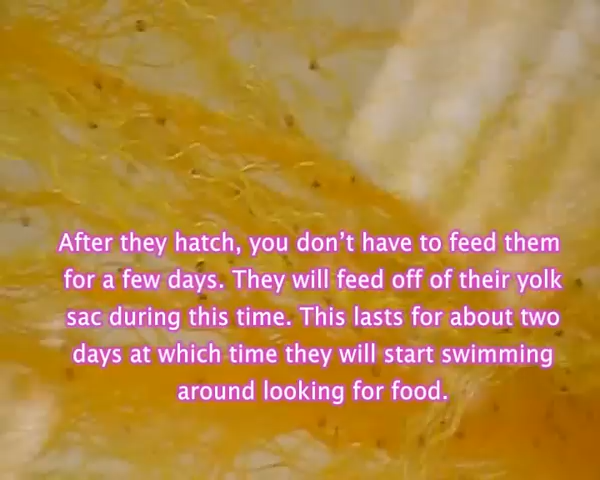 After they hatch, you don't have to feed them
for a few days. They will feed off of their yolk
sac during this time. This lasts for about two
days at which time they will start swimming
around looking for food.